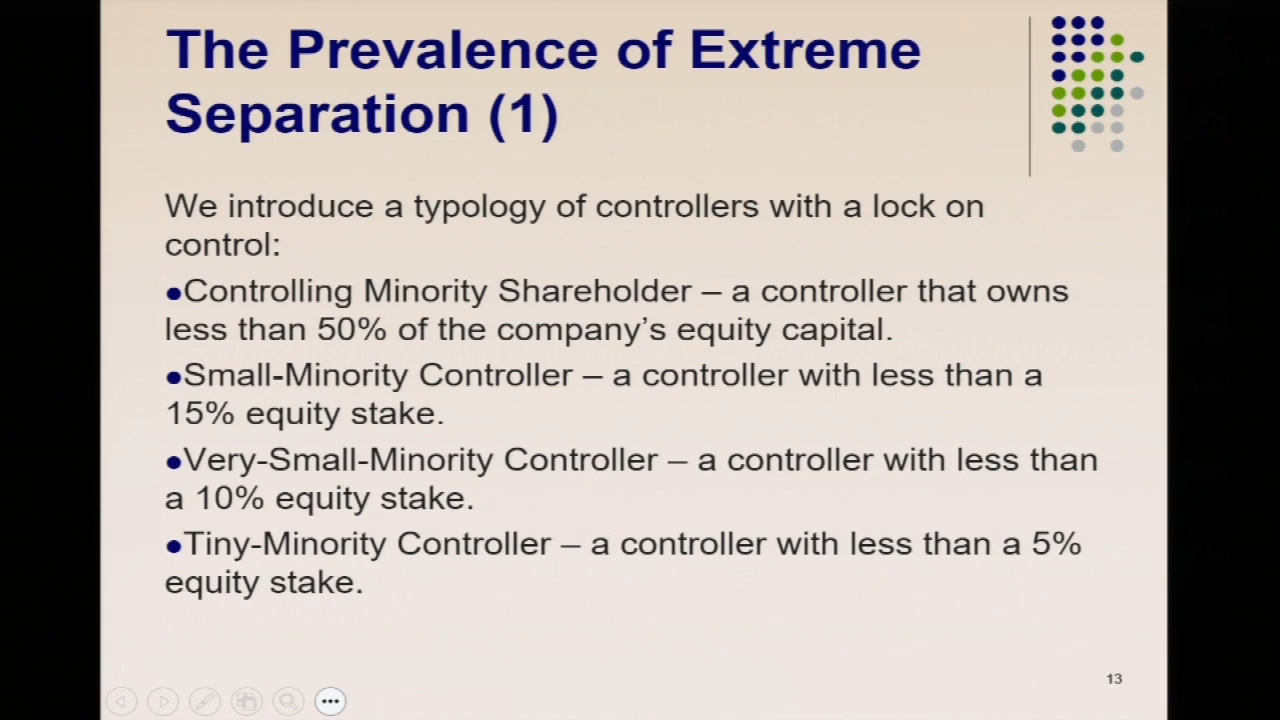 The Prevalence of Extreme
Separation (1)
We introduce a typology of controllers with a lock on
control:
●Controlling Minority Shareholder – a controller that owns
less than 50% of the company’s equity capital.
●Small-Minority Controller – a controller with less than a
15% equity stake.
●Very-Small-Minority Controller – a controller with less than
a 10% equity stake.
●Tiny-Minority Controller – a controller with less than a 5%
equity stake.
13